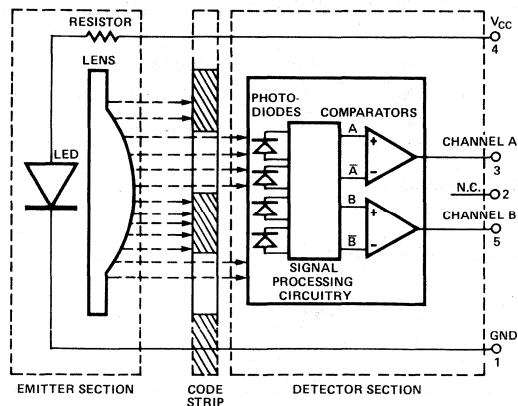 RESISTOR
LENS
LED
PHOTO-
DIODES
COMPARATORS
A
+
A̅
−
B
+
B̅
−
SIGNAL
PROCESSING
CIRCUITRY
VCC
4
CHANNEL A
3
N.C.
2
CHANNEL B
5
GND
1
EMITTER SECTION
CODE
STRIP
DETECTOR SECTION